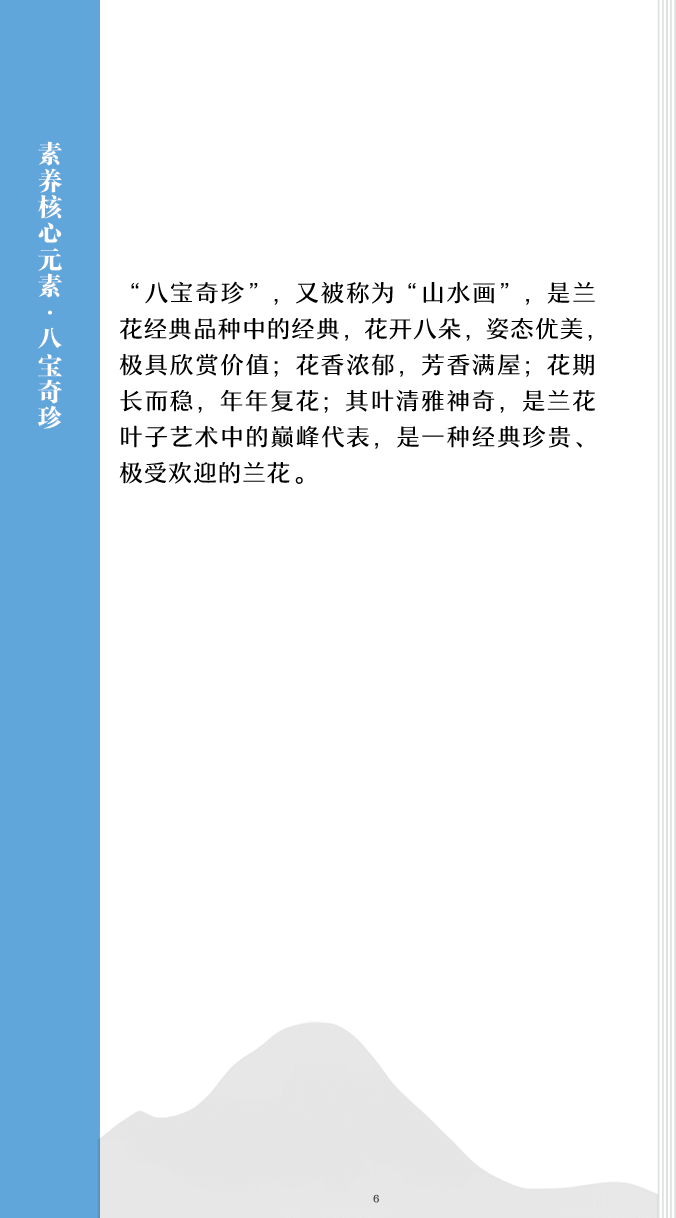 素养核心元素·八宝奇珍
“八宝奇珍”，又被称为“山水画”，是兰
花经典品种中的经典，花开八朵，姿态优美，
极具欣赏价值；花香浓郁，芳香满屋；花期
长而稳，年年复花；其叶清雅神奇，是兰花
叶子艺术中的巅峰代表，是一种经典珍贵、
极受欢迎的兰花。
6